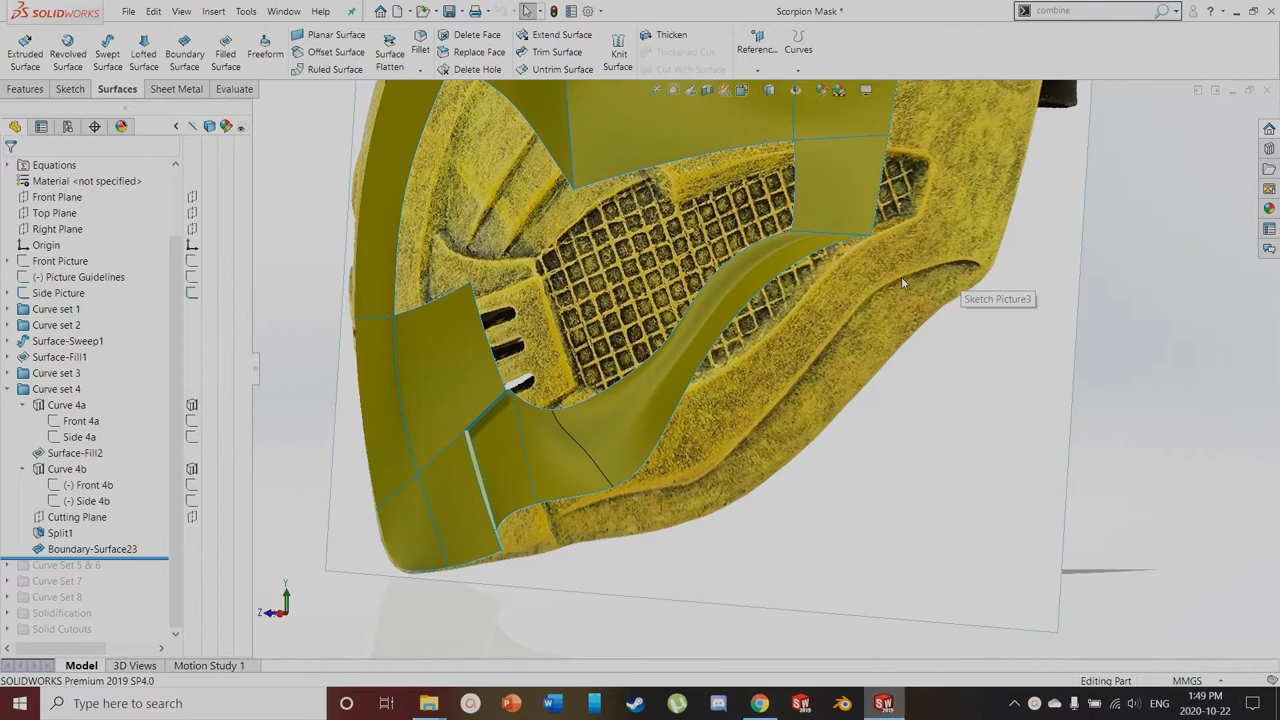 SOLIDWORKS
File
Edit
View
Insert
Tools
Window
Help
Scorpion Mask *
combine
Extruded Surface
Revolved Surface
Swept Surface
Lofted Surface
Boundary Surface
Filled Surface
Freeform
Planar Surface
Offset Surface
Ruled Surface
Surface Flatten
Fillet
Delete Face
Replace Face
Delete Hole
Extend Surface
Trim Surface
Untrim Surface
Knit Surface
Thicken
Thickened Cut
Cut With Surface
Referenc...
Curves
Features
Sketch
Surfaces
Sheet Metal
Evaluate
Equations
Material <not specified>
Front Plane
Top Plane
Right Plane
Origin
Front Picture
(-) Picture Guidelines
Side Picture
Curve set 1
Curve set 2
Surface-Sweep1
Surface-Fill1
Curve set 3
Curve set 4
Curve 4a
Front 4a
Side 4a
Surface-Fill2
Curve 4b
(-) Front 4b
(-) Side 4b
Cutting Plane
Split1
Boundary-Surface23
Curve Set 5 & 6
Curve Set 7
Curve Set 8
Solidification
Solid Cutouts
Sketch Picture3
Y
Z
Model
3D Views
Motion Study 1
SOLIDWORKS Premium 2019 SP4.0
Editing Part
MMGS
Type here to search
ENG
1:49 PM
2020-10-22